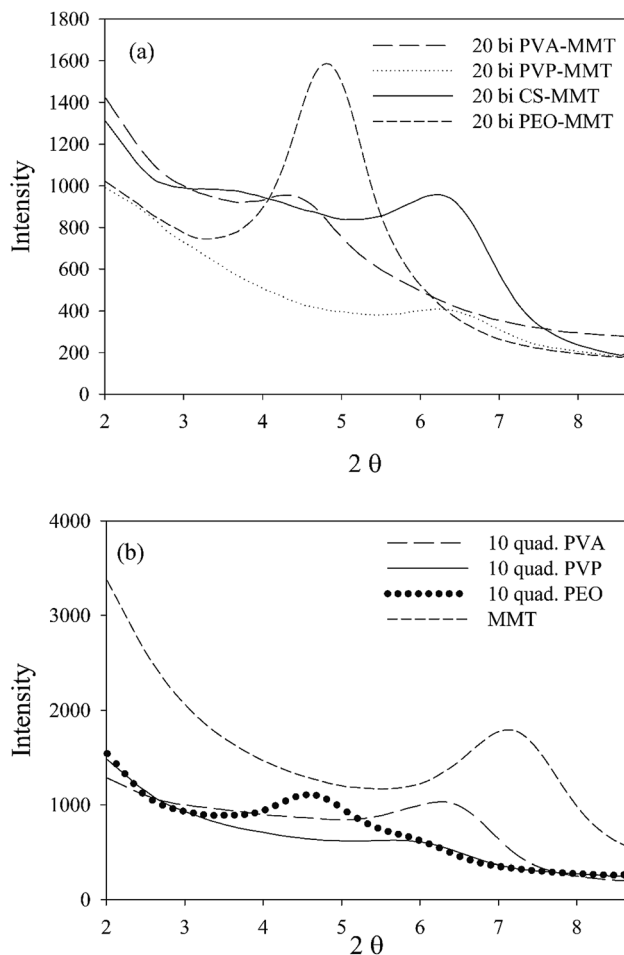 (a)
20 bi PVA-MMT
20 bi PVP-MMT
20 bi CS-MMT
20 bi PEO-MMT
1800
1600
1400
1200
1000
800
600
400
200
0
Intensity
2 3 4 5 6 7 8
2 θ
(b)
10 quad. PVA
10 quad. PVP
10 quad. PEO
MMT
4000
3000
2000
1000
0
Intensity
2 3 4 5 6 7 8
2 θ